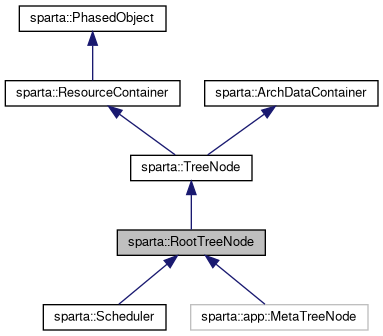 sparta::PhasedObject
sparta::ResourceContainer
sparta::ArchDataContainer
sparta::TreeNode
sparta::RootTreeNode
sparta::Scheduler
sparta::app::MetaTreeNode